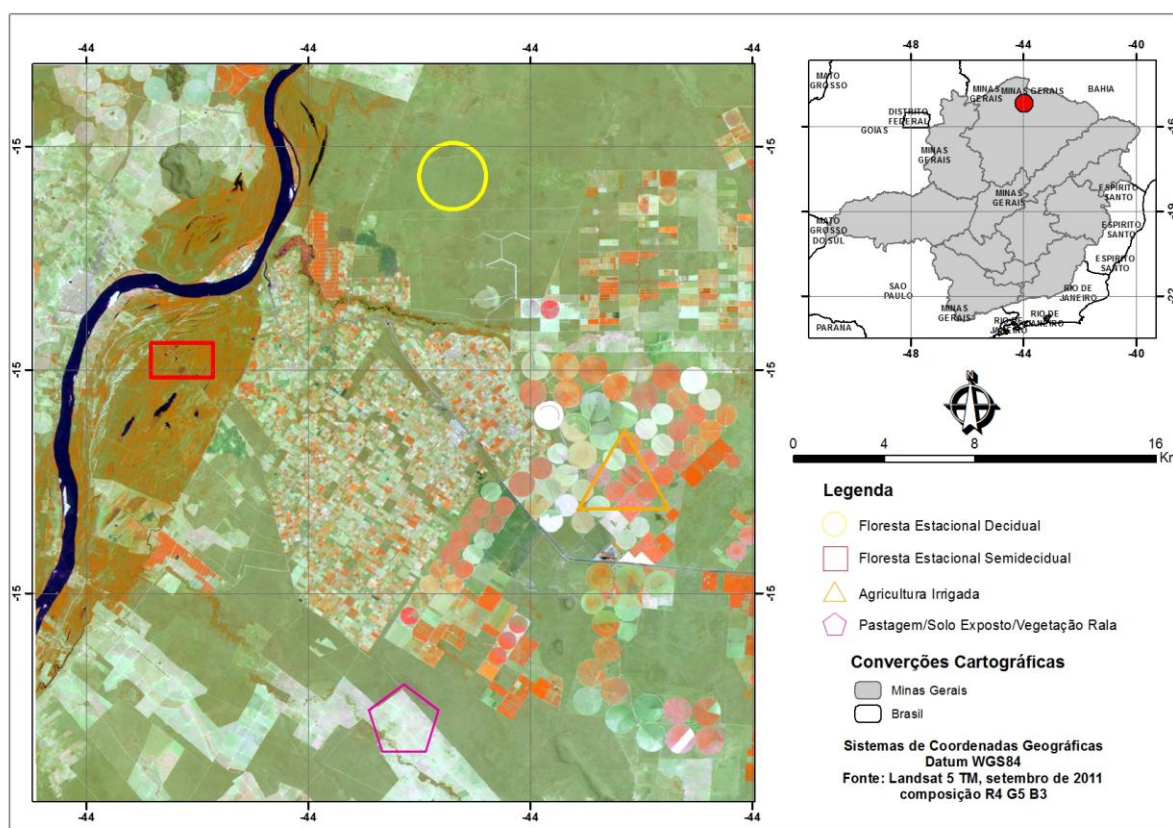 -44 -44 -44 -44
-15
-15
-15
-44 -44 -44 -44
-48 -44 -40
MATO
GROSSO
MINAS
GERAIS
MINAS GERAIS
BAHIA
DISTRITO
FEDERAL
GOIAS
-16
MINAS
GERAIS
ESPIRITO
SANTO
MINAS
GERAIS
MATO
GROSSO
DO SUL
-19
ESPIRITO
SANTO
ESPIRITO
SANTO
SAO
PAULO
RIO DE
JANEIRO
-22
MINAS
GERAIS
RIO DE
JANEIRO
RIO DE
JANEIRO
PARANA
-48 -44 -40
N
0 4 8 16
Km
Legenda
Floresta Estacional Decidual
Floresta Estacional Semidecidual
Agricultura Irrigada
Pastagem/Solo Exposto/Vegetação Rala
Converções Cartográficas
Minas Gerais
Brasil
Sistemas de Coordenadas Geográficas
Datum WGS84
Fonte: Landsat 5 TM, setembro de 2011
composição R4 G5 B3